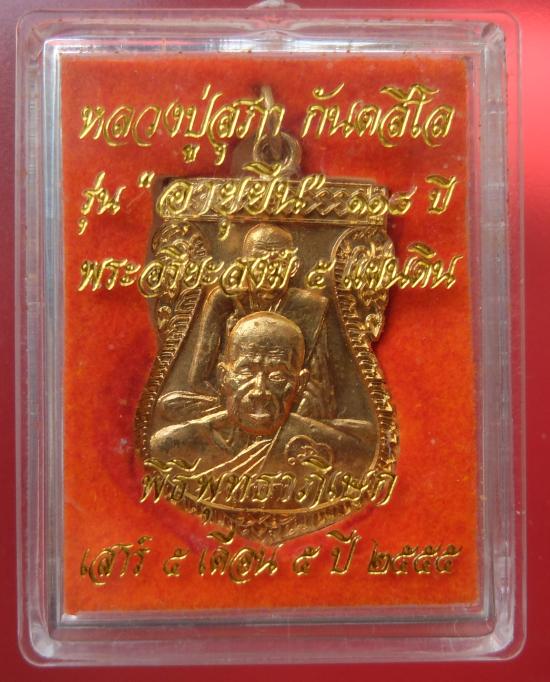 หลวงปู่สุภา กันตสีโล
รุ่น "อายุยืน" ๑๑๘ ปี
พระอริยะสงฆ์ ๕ แผ่นดิน
พิธีพุทธาภิเษก
เสาร์ ๕ เดือน ๕ ปี ๒๕๕๕